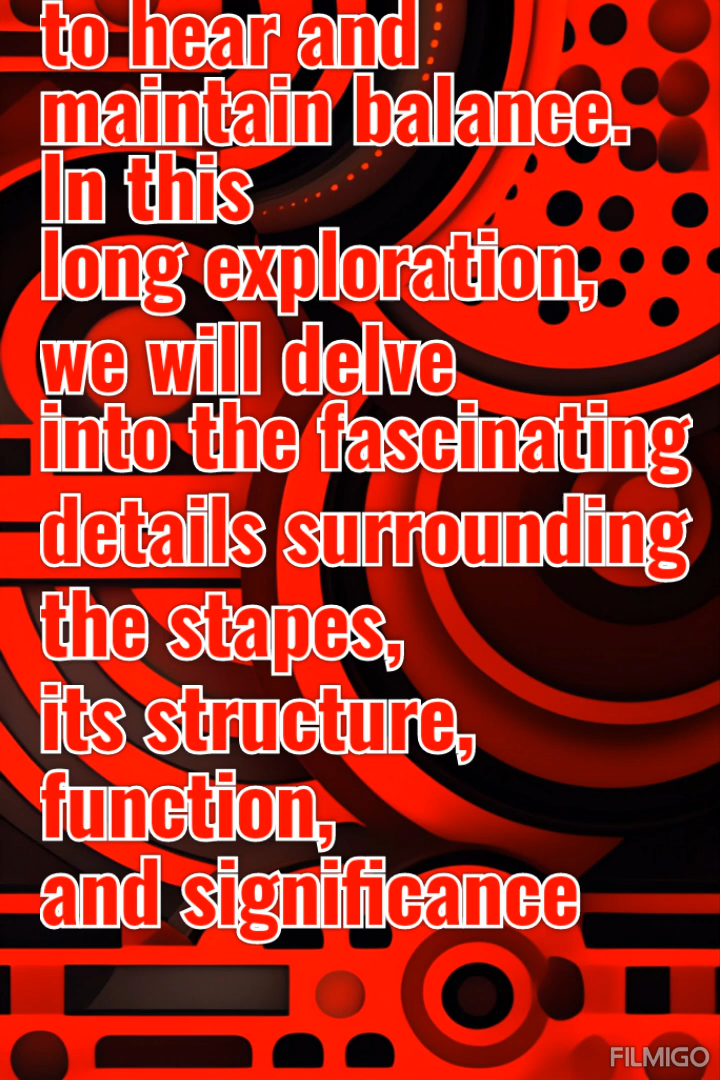 to hear and
maintain balance.
In this
long exploration,
we will delve
into the fascinating
details surrounding
the stapes,
its structure,
function,
and significance
FILMIGO